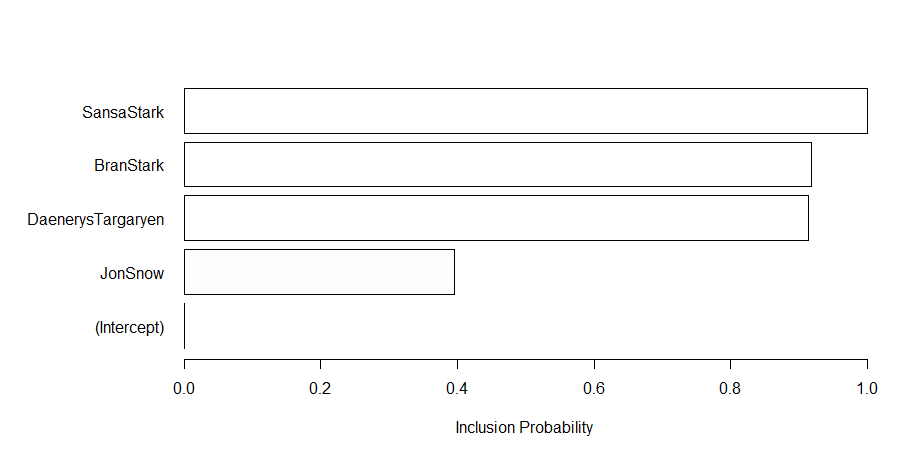 SansaStark
BranStark
DaenerysTargaryen
JonSnow
(Intercept)
0.0 0.2 0.4 0.6 0.8 1.0
Inclusion Probability